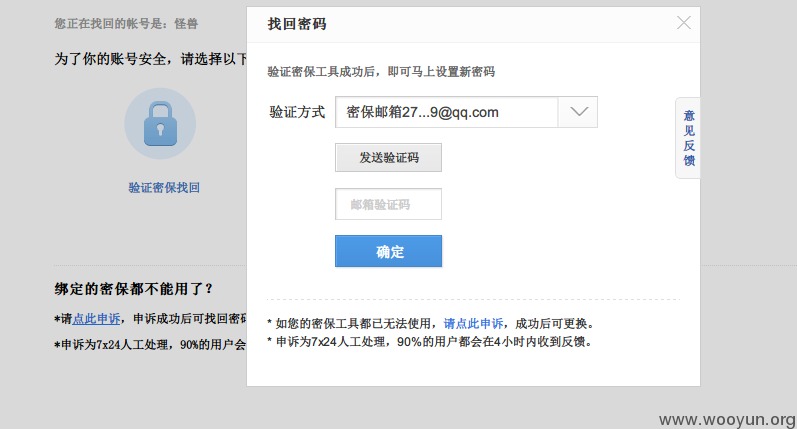 您正在找回的帐号是：怪兽
为了你的账号安全，请选择以下
验证密保找回
绑定的密保都不能用了？
*请点此申诉，申诉成功后可找回密码
*申诉为7x24人工处理，90%的用户会
找回密码
验证密保工具成功后，即可马上设置新密码
验证方式 密保邮箱27...9@qq.com
发送验证码
邮箱验证码
确定
* 如您的密保工具都已无法使用，请点此申诉，成功后可更换。
* 申诉为7x24人工处理，90%的用户都会在4小时内收到反馈。
意见反馈
www.wooyun.org